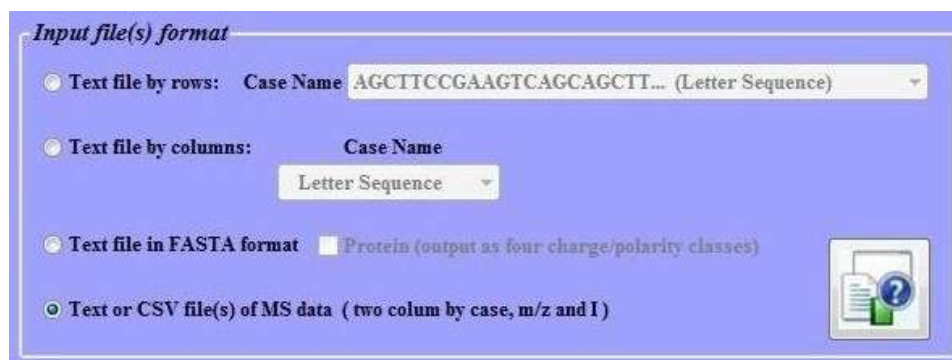 Input file(s) format
Text file by rows: Case Name AGCTTCCGAAGTCAGCAGCTT... (Letter Sequence)
Text file by columns: Case Name
Letter Sequence
Text file in FASTA format Protein (output as four charge/polarity classes)
Text or CSV file(s) of MS data ( two colum by case, m/z and I )